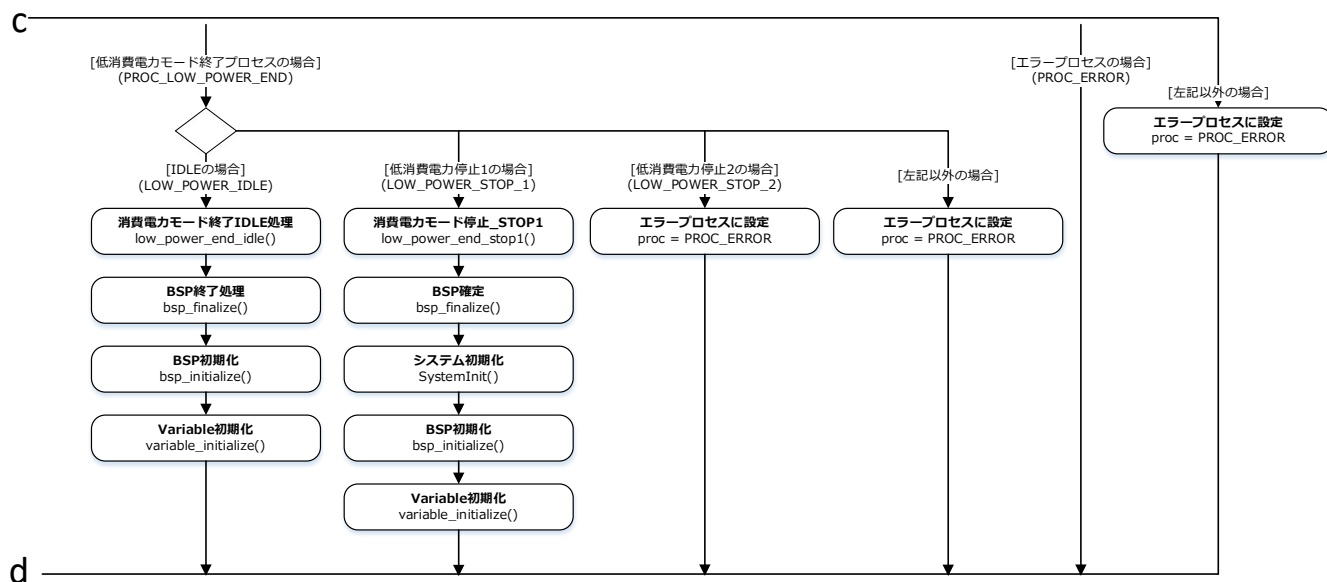 c
[低消費電力モード終了プロセスの場合]
(PROC_LOW_POWER_END)
[エラープロセスの場合]
(PROC_ERROR)
[左記以外の場合]
エラープロセスに設定
proc = PROC_ERROR
[IDLEの場合]
(LOW_POWER_IDLE)
[低消費電力停止1の場合]
(LOW_POWER_STOP_1)
[低消費電力停止2の場合]
(LOW_POWER_STOP_2)
[左記以外の場合]
消費電力モード終了IDLE処理
low_power_end_idle()
消費電力モード停止_STOP1
low_power_end_stop1()
エラープロセスに設定
proc = PROC_ERROR
エラープロセスに設定
proc = PROC_ERROR
BSP終了処理
bsp_finalize()
BSP確定
bsp_finalize()
BSP初期化
bsp_initialize()
システム初期化
SystemInit()
Variable初期化
variable_initialize()
BSP初期化
bsp_initialize()
Variable初期化
variable_initialize()
d